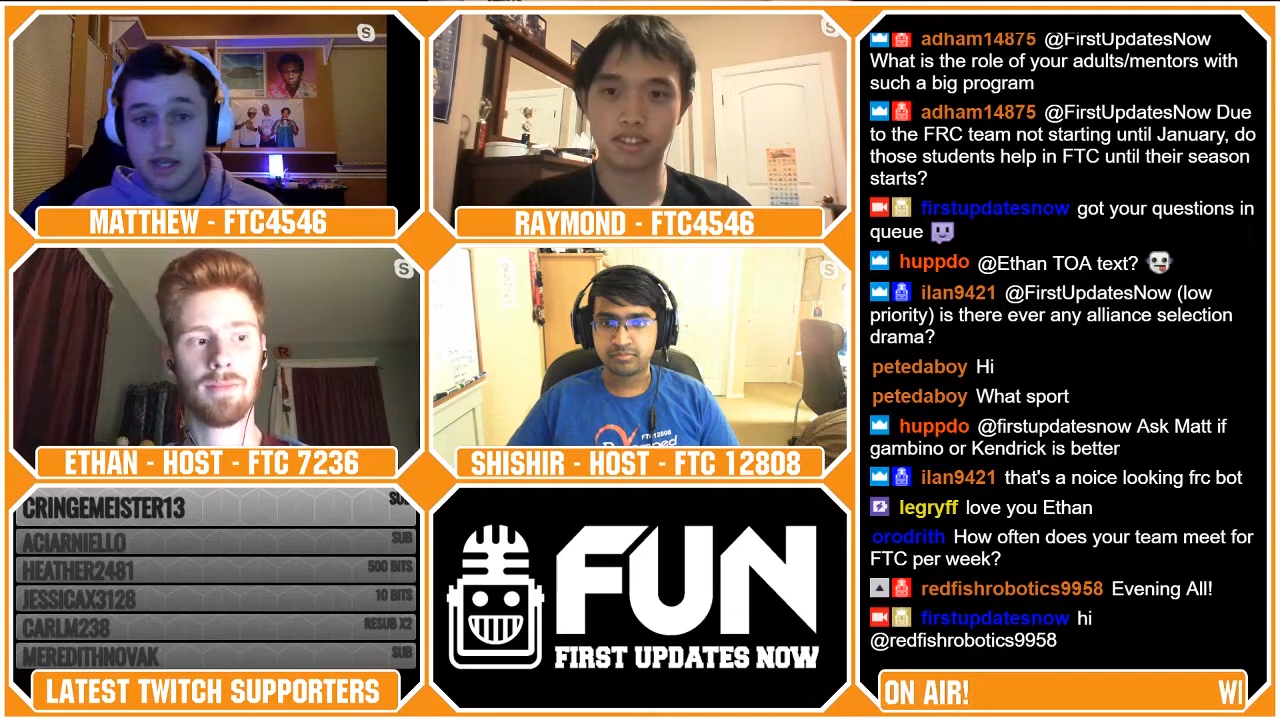 MATTHEW - FTC4546
RAYMOND - FTC4546
ETHAN - HOST - FTC 7236
FTC 12808
SHISHIR - HOST - FTC 12808
CRINGEMEISTER13 SUB
ACIARNIELLO SUB
HEATHER2481 500 BITS
JESSICAX3128 10 BITS
CARLM238 RESUB X2
MEREDITHNOVAK SUB
LATEST TWITCH SUPPORTERS
FUN
FIRST UPDATES NOW
adham14875 @FirstUpdatesNow
What is the role of your adults/mentors with
such a big program
adham14875 @FirstUpdatesNow Due
to the FRC team not starting until January, do
those students help in FTC until their season
starts?
firstupdatesnow got your questions in
queue
huppdo @Ethan TOA text?
ilan9421 @FirstUpdatesNow (low
priority) is there ever any alliance selection
drama?
petedaboy Hi
petedaboy What sport
huppdo @firstupdatesnow Ask Matt if
gambino or Kendrick is better
ilan9421 that's a noice looking frc bot
legryff love you Ethan
orodrith How often does your team meet for
FTC per week?
redfishrobotics9958 Evening All!
firstupdatesnow hi
@redfishrobotics9958
ON AIR! WI